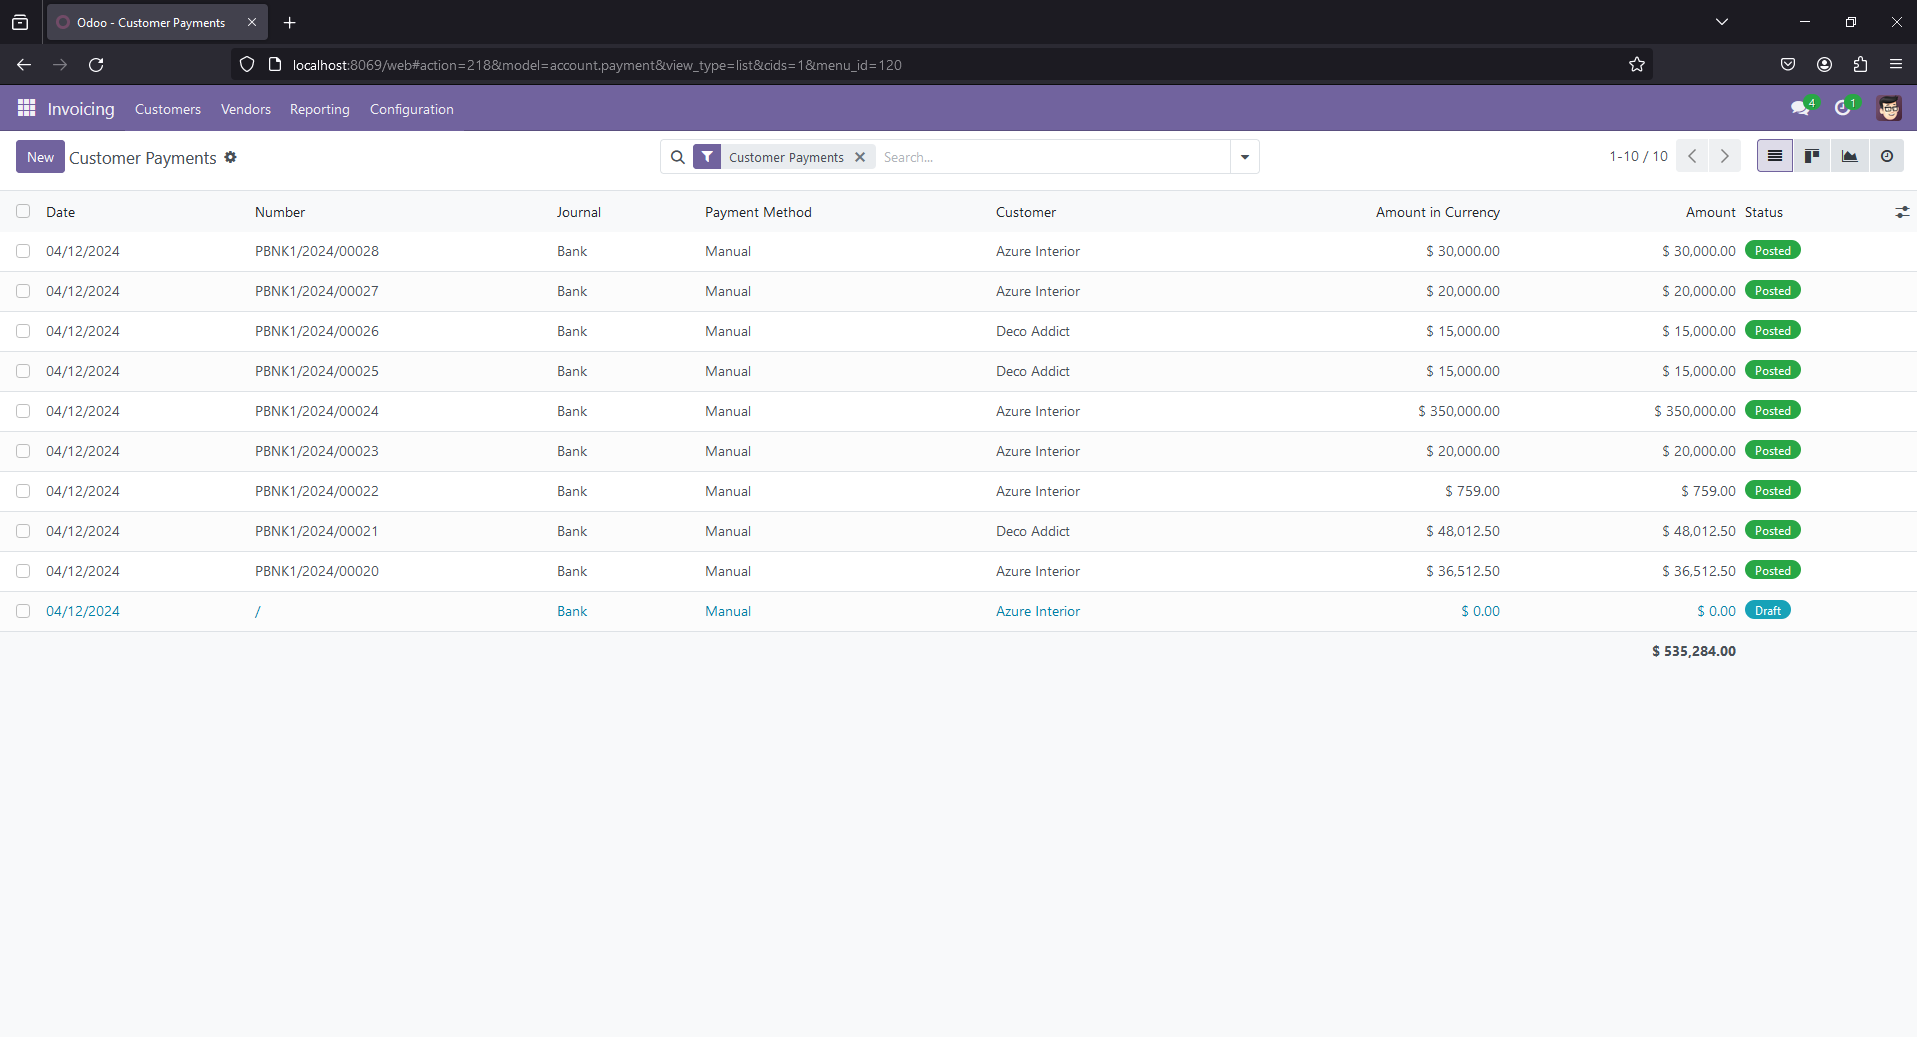 Odoo - Customer Payments
localhost:8069/web#action=218&model=account.payment&view_type=list&cids=1&menu_id=120
Invoicing Customers Vendors Reporting Configuration 4 1
New Customer Payments Customer Payments Search... 1-10 / 10
Date Number Journal Payment Method Customer Amount in Currency Amount Status
04/12/2024 PBNK1/2024/00028 Bank Manual Azure Interior $ 30,000.00 $ 30,000.00 Posted
04/12/2024 PBNK1/2024/00027 Bank Manual Azure Interior $ 20,000.00 $ 20,000.00 Posted
04/12/2024 PBNK1/2024/00026 Bank Manual Deco Addict $ 15,000.00 $ 15,000.00 Posted
04/12/2024 PBNK1/2024/00025 Bank Manual Deco Addict $ 15,000.00 $ 15,000.00 Posted
04/12/2024 PBNK1/2024/00024 Bank Manual Azure Interior $ 350,000.00 $ 350,000.00 Posted
04/12/2024 PBNK1/2024/00023 Bank Manual Azure Interior $ 20,000.00 $ 20,000.00 Posted
04/12/2024 PBNK1/2024/00022 Bank Manual Azure Interior $ 759.00 $ 759.00 Posted
04/12/2024 PBNK1/2024/00021 Bank Manual Deco Addict $ 48,012.50 $ 48,012.50 Posted
04/12/2024 PBNK1/2024/00020 Bank Manual Azure Interior $ 36,512.50 $ 36,512.50 Posted
04/12/2024 / Bank Manual Azure Interior $ 0.00 $ 0.00 Draft
$ 535,284.00